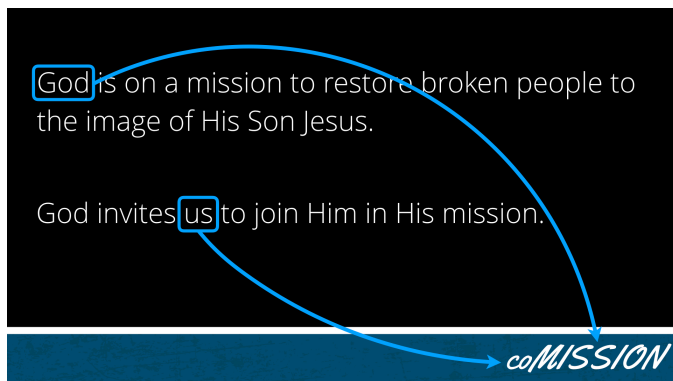 God is on a mission to restore broken people to
the image of His Son Jesus.
God invites us to join Him in His mission.
coMISSION